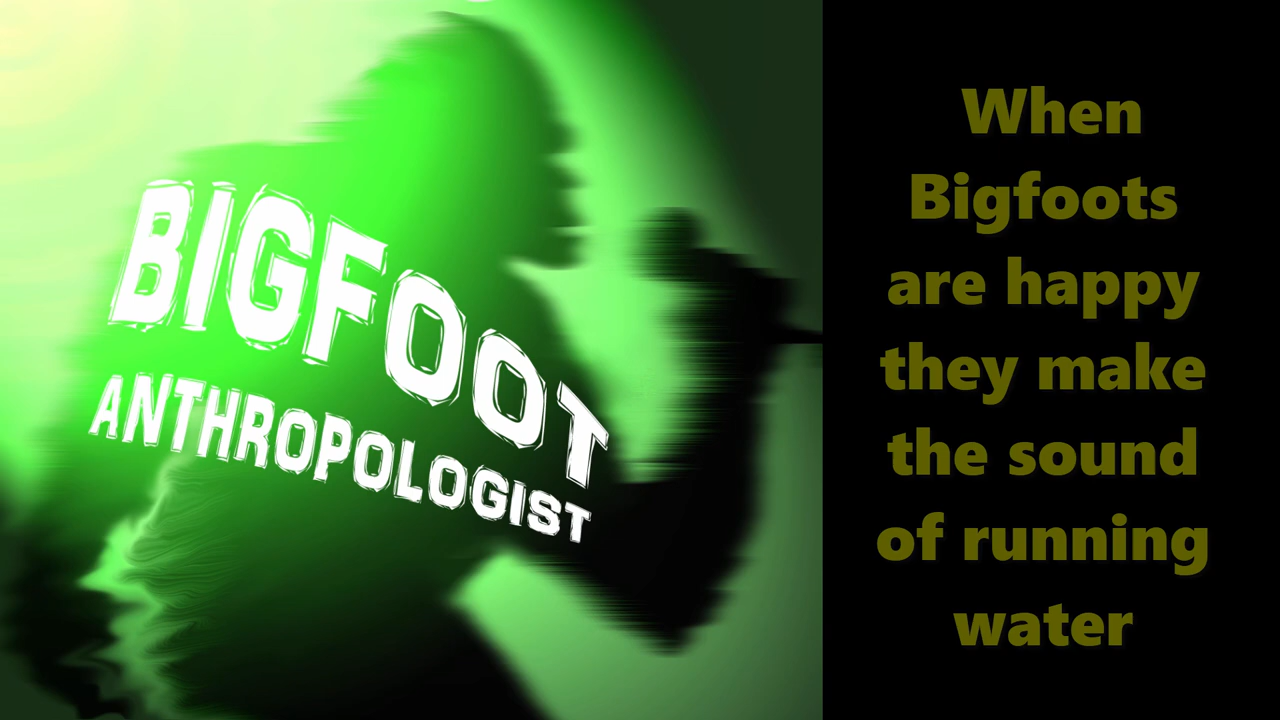 BIGFOOT
ANTHROPOLOGIST
When
Bigfoots
are happy
they make
the sound
of running
water